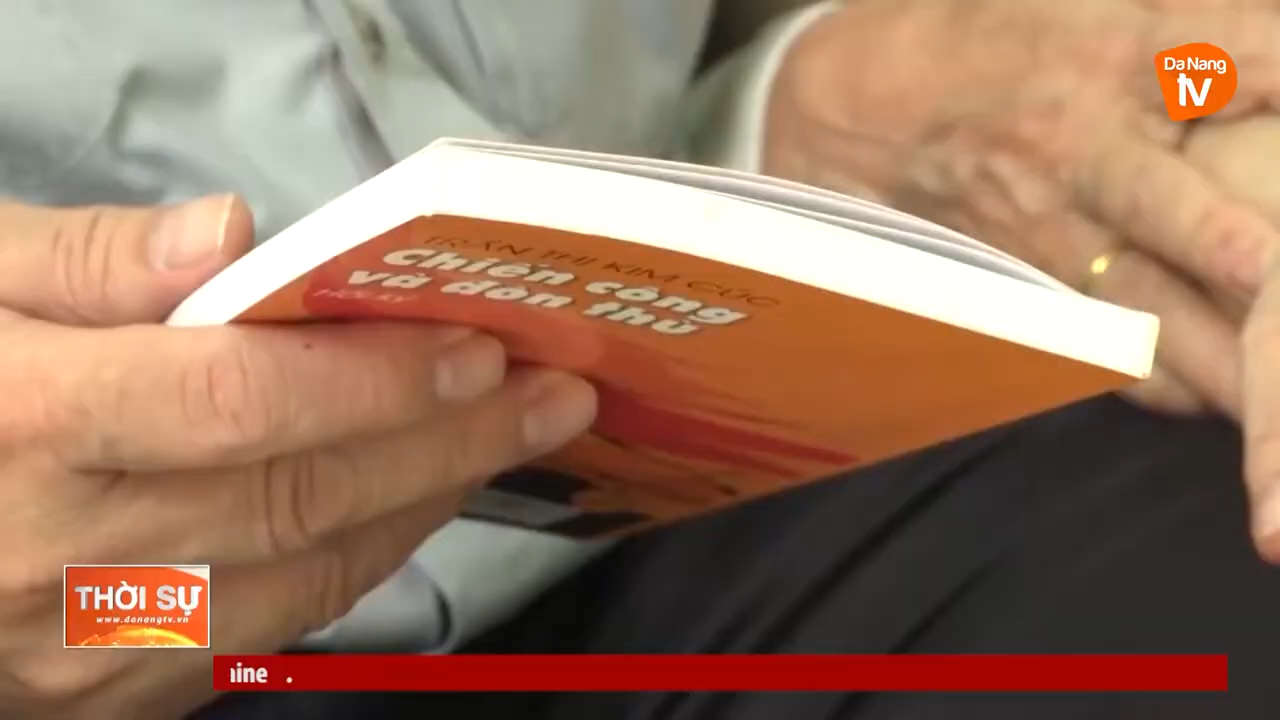 Da Nang
tv
TRẦN THỊ KIM CÚC
Chiến công
và đòn thù
HỒI KÝ
THỜI SỰ
www.danangtv.vn
.